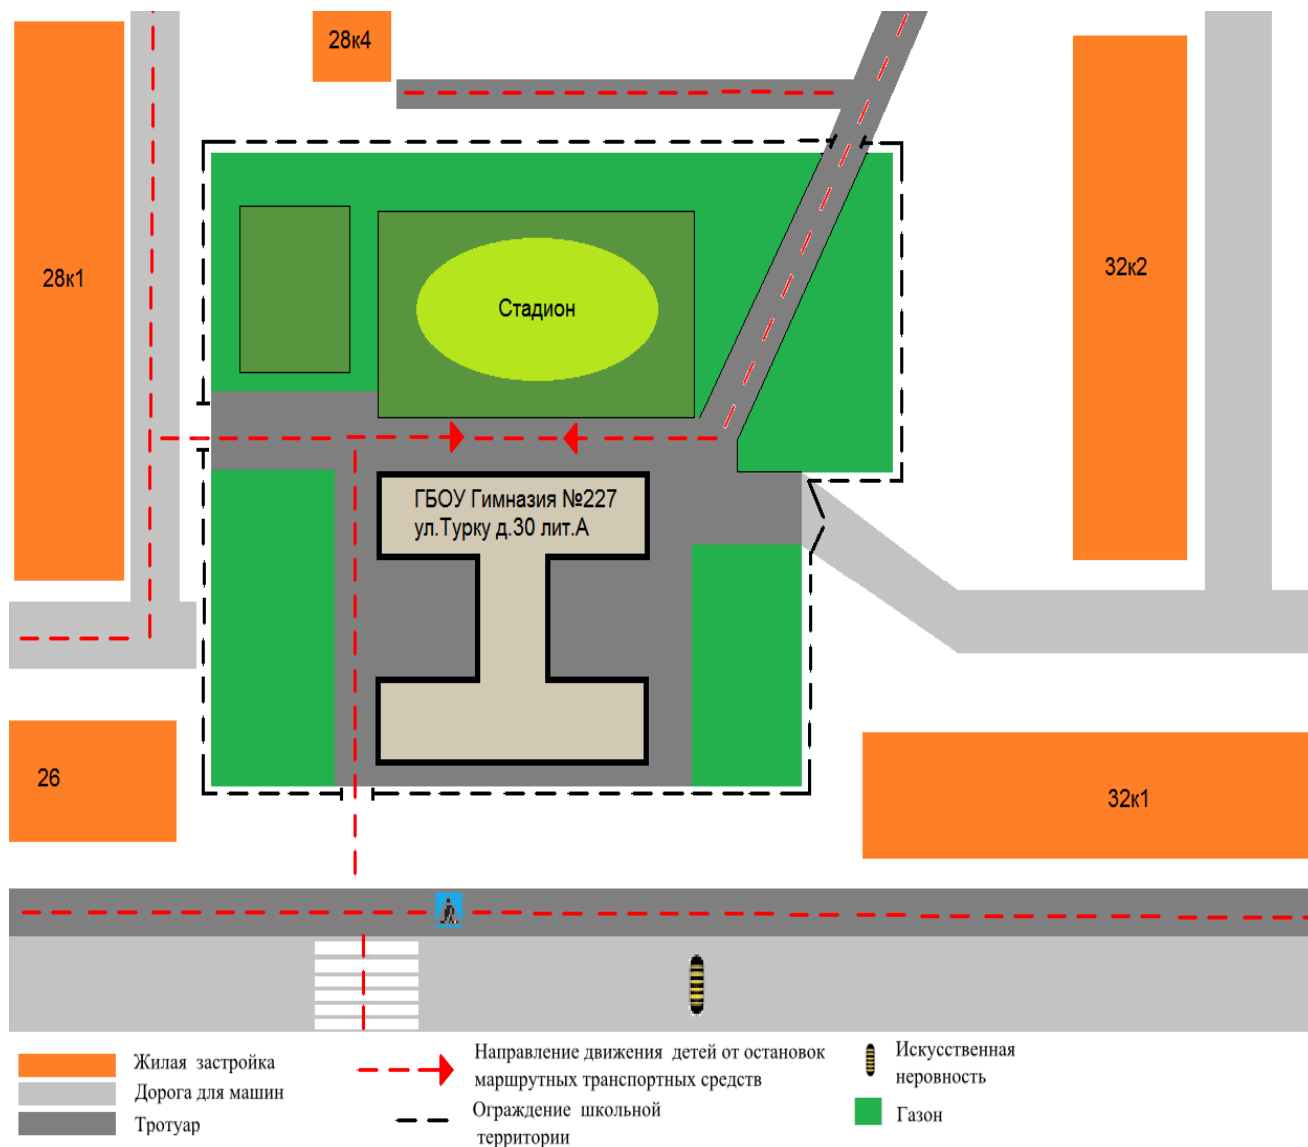 28к4
28к1
32к2
Стадион
ГБОУ Гимназия №227
ул.Турку д.30 лит.А
26
32к1
Жилая застройка
Дорога для машин
Тротуар
Направление движения детей от остановок
маршрутных транспортных средств
Ограждение школьной
территории
Искусственная
неровность
Газон